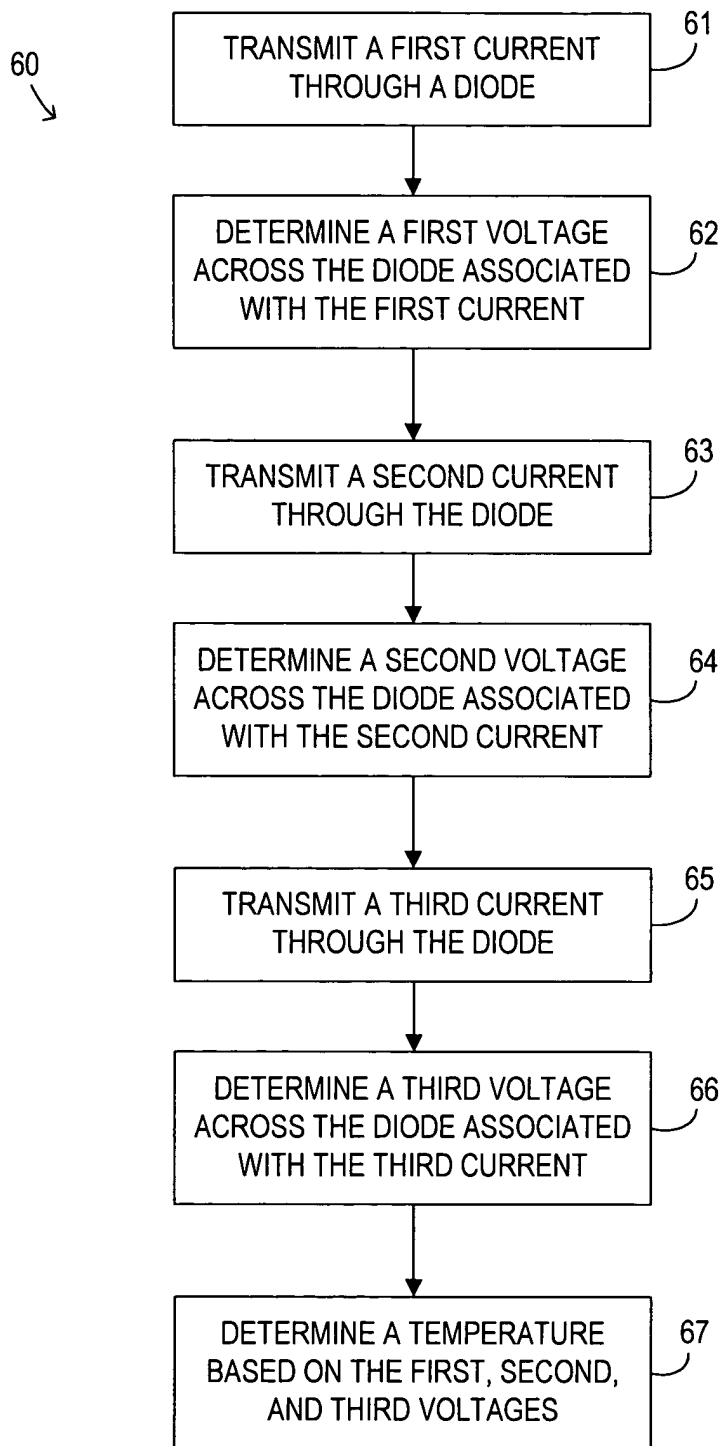 60
TRANSMIT A FIRST CURRENT
THROUGH A DIODE
61
DETERMINE A FIRST VOLTAGE
ACROSS THE DIODE ASSOCIATED
WITH THE FIRST CURRENT
62
TRANSMIT A SECOND CURRENT
THROUGH THE DIODE
63
DETERMINE A SECOND VOLTAGE
ACROSS THE DIODE ASSOCIATED
WITH THE SECOND CURRENT
64
TRANSMIT A THIRD CURRENT
THROUGH THE DIODE
65
DETERMINE A THIRD VOLTAGE
ACROSS THE DIODE ASSOCIATED
WITH THE THIRD CURRENT
66
DETERMINE A TEMPERATURE
BASED ON THE FIRST, SECOND,
AND THIRD VOLTAGES
67